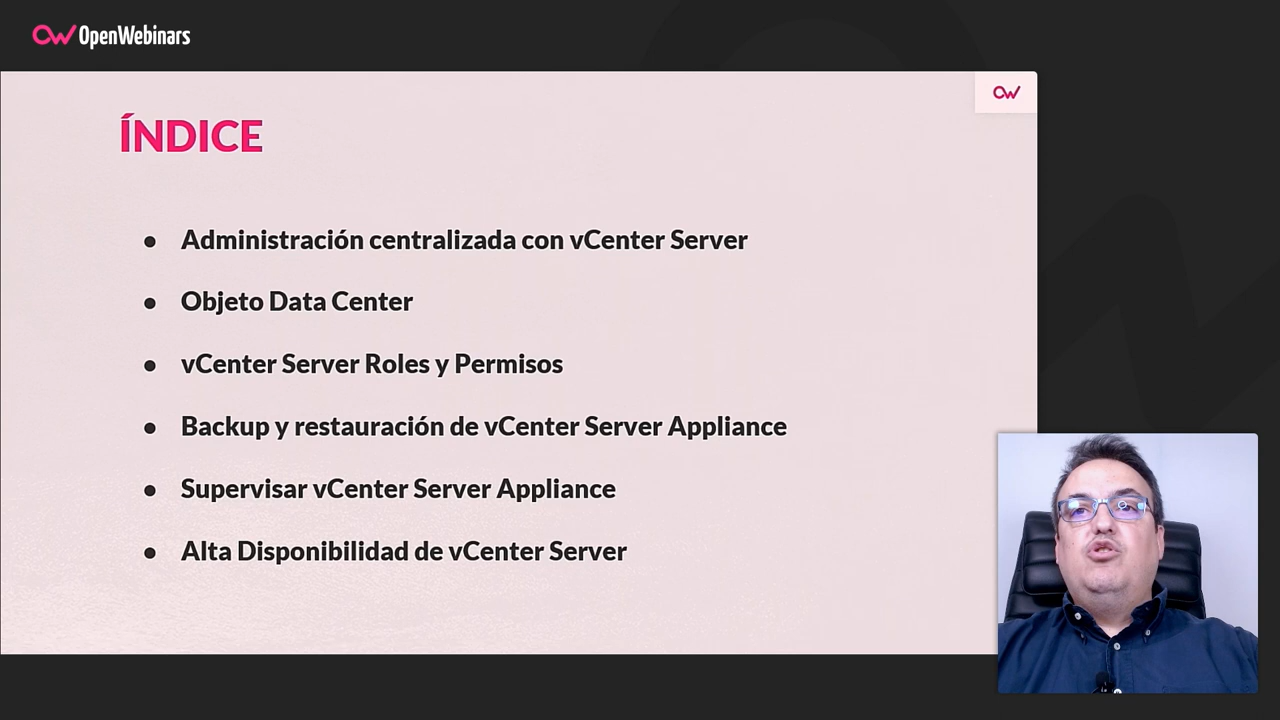 OpenWebinars
ÍNDICE
● Administración centralizada con vCenter Server
● Objeto Data Center
● vCenter Server Roles y Permisos
● Backup y restauración de vCenter Server Appliance
● Supervisar vCenter Server Appliance
● Alta Disponibilidad de vCenter Server